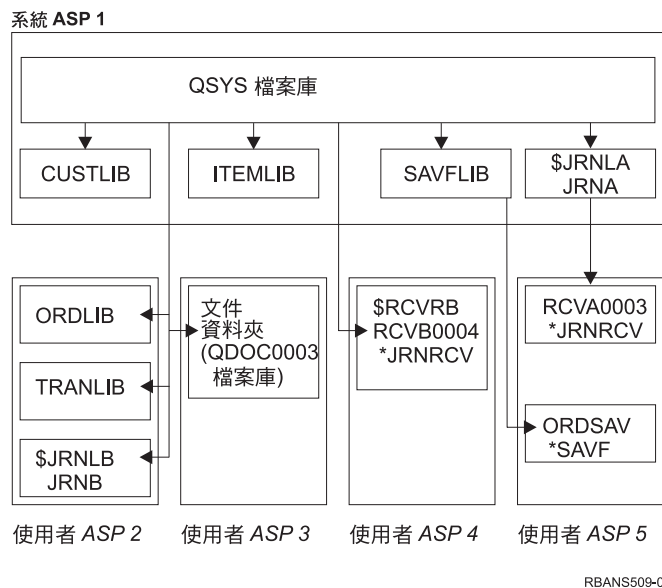 系統 ASP 1
QSYS 檔案庫
CUSTLIB
ITEMLIB
SAVFLIB
$JRNLA
JRNA
ORDLIB
TRANLIB
$JRNLB
JRNB
文件
資料夾
(QDOC0003
檔案庫)
$RCVRB
RCVB0004
*JRNRCV
RCVA0003
*JRNRCV
ORDSAV
*SAVF
使用者 ASP 2
使用者 ASP 3
使用者 ASP 4
使用者 ASP 5
RBANS509-0